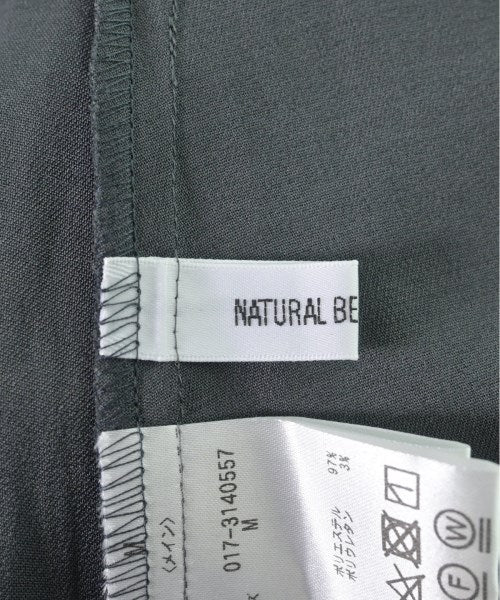 NATURAL BE
〈メイン〉
017-3140557
M
ポリエステル 97%
ポリウレタン 3%
F
W